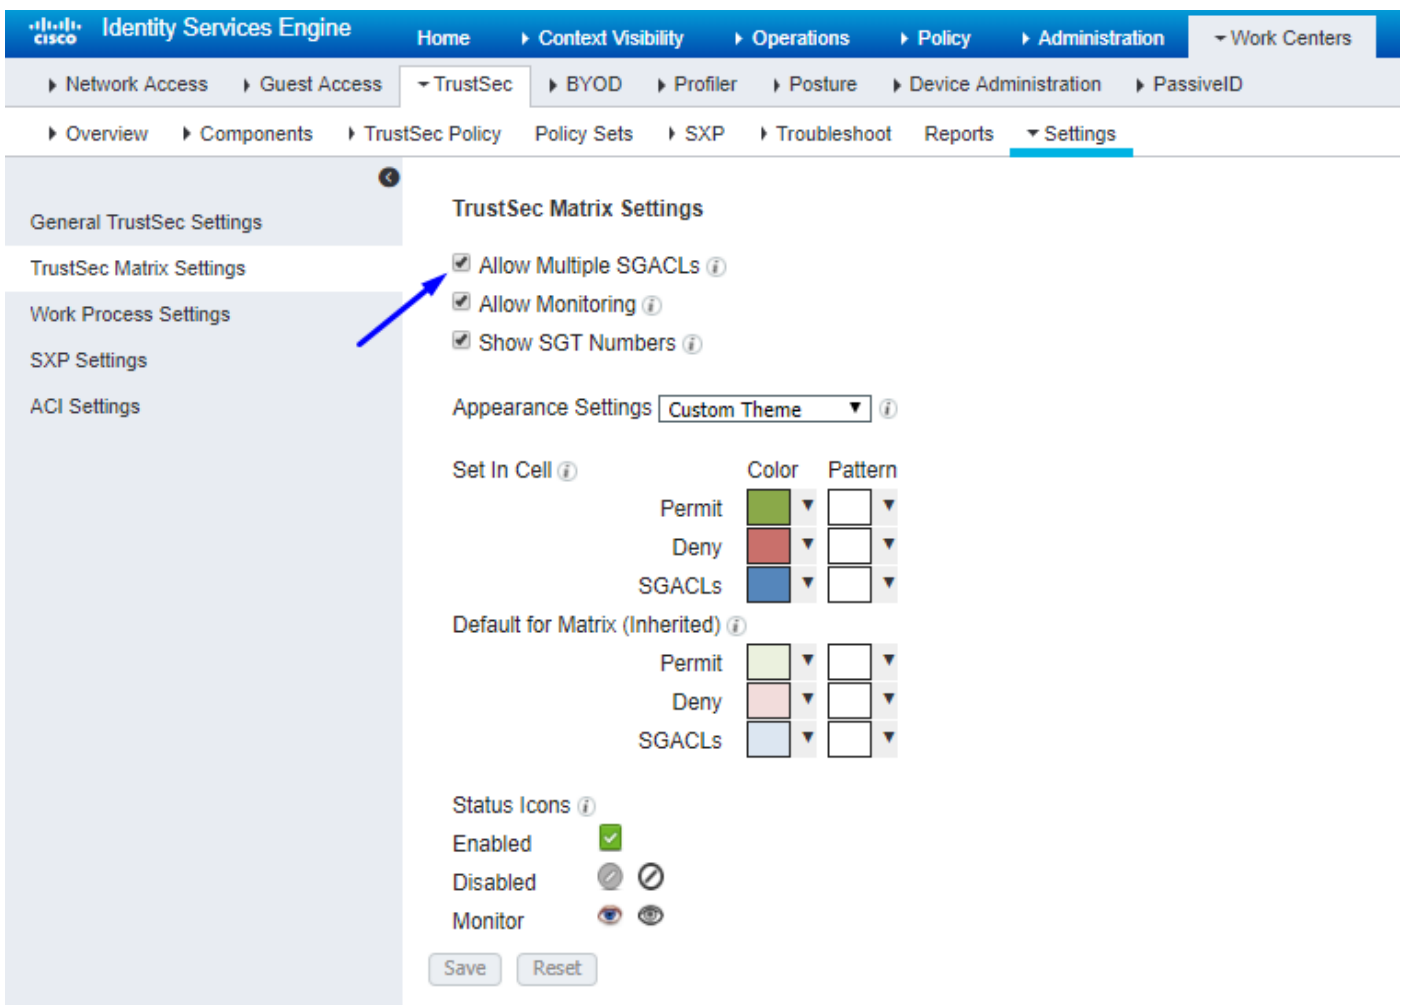 cisco Identity Services Engine Home Context Visibility Operations Policy Administration Work Centers
Network Access Guest Access TrustSec BYOD Profiler Posture Device Administration PassiveID
Overview Components TrustSec Policy Policy Sets SXP Troubleshoot Reports Settings
General TrustSec Settings
TrustSec Matrix Settings
Work Process Settings
SXP Settings
ACI Settings
TrustSec Matrix Settings
Allow Multiple SGACLs
Allow Monitoring
Show SGT Numbers
Appearance Settings Custom Theme
Set In Cell Color Pattern
Permit
Deny
SGACLs
Default for Matrix (Inherited)
Permit
Deny
SGACLs
Status Icons
Enabled
Disabled
Monitor
Save Reset